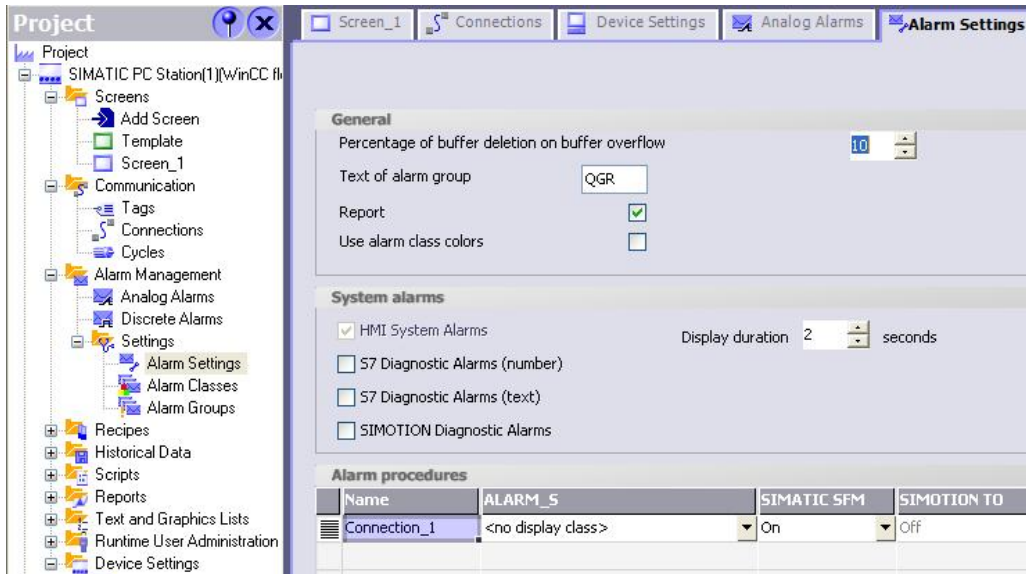 Project
Project
SIMATIC PC Station(1)(WinCC fl
Screens
Add Screen
Template
Screen_1
Communication
Tags
Connections
Cycles
Alarm Management
Analog Alarms
Discrete Alarms
Settings
Alarm Settings
Alarm Classes
Alarm Groups
Recipes
Historical Data
Scripts
Reports
Text and Graphics Lists
Runtime User Administration
Device Settings
Screen_1 Connections Device Settings Analog Alarms Alarm Settings
General
Percentage of buffer deletion on buffer overflow 10
Text of alarm group QGR
Report
Use alarm class colors
System alarms
HMI System Alarms Display duration 2 seconds
S7 Diagnostic Alarms (number)
S7 Diagnostic Alarms (text)
SIMOTION Diagnostic Alarms
Alarm procedures
Name ALARM_S SIMATIC SFM SIMOTION TO
Connection_1 <no display class> On Off